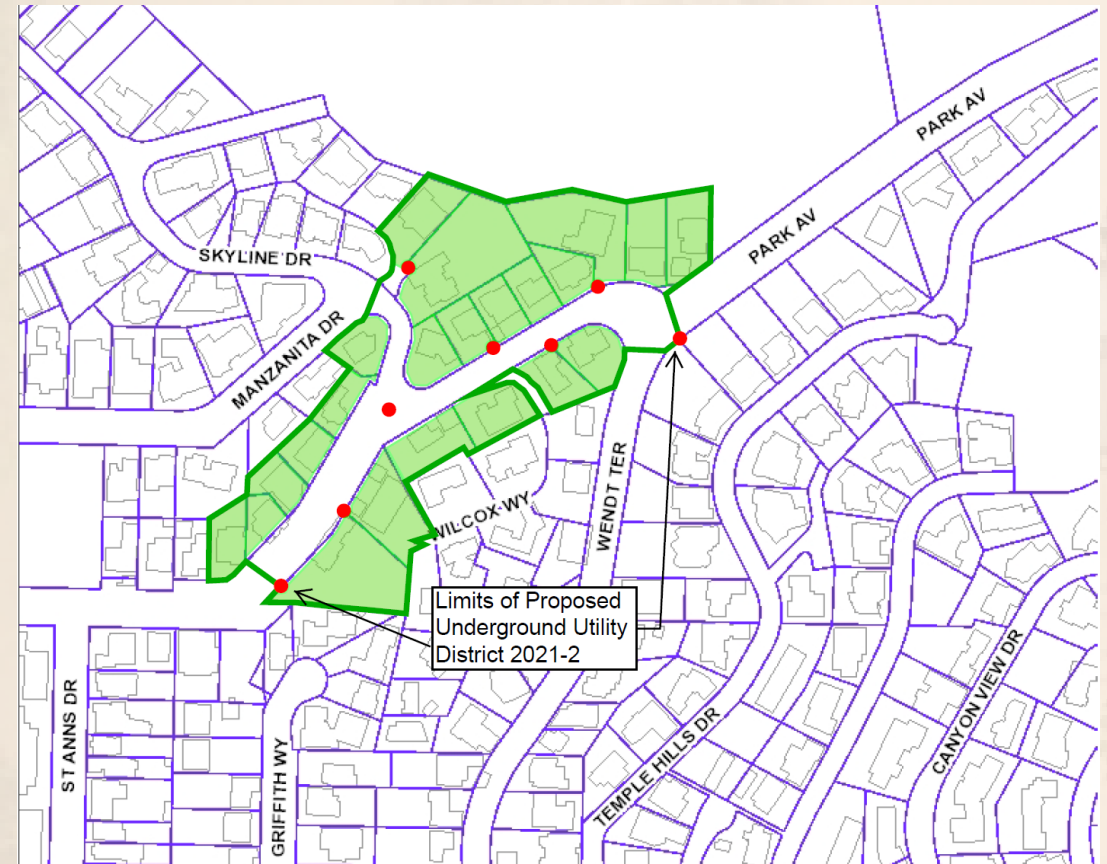 PARK AV
PARK AV
SKYLINE DR
MANZANITA DR
WENDT TER
WILCOX WY
Limits of Proposed
Underground Utility
District 2021-2
ST ANNS DR
GRIFFITH WY
TEMPLE HILLS DR
CANYON VIEW DR